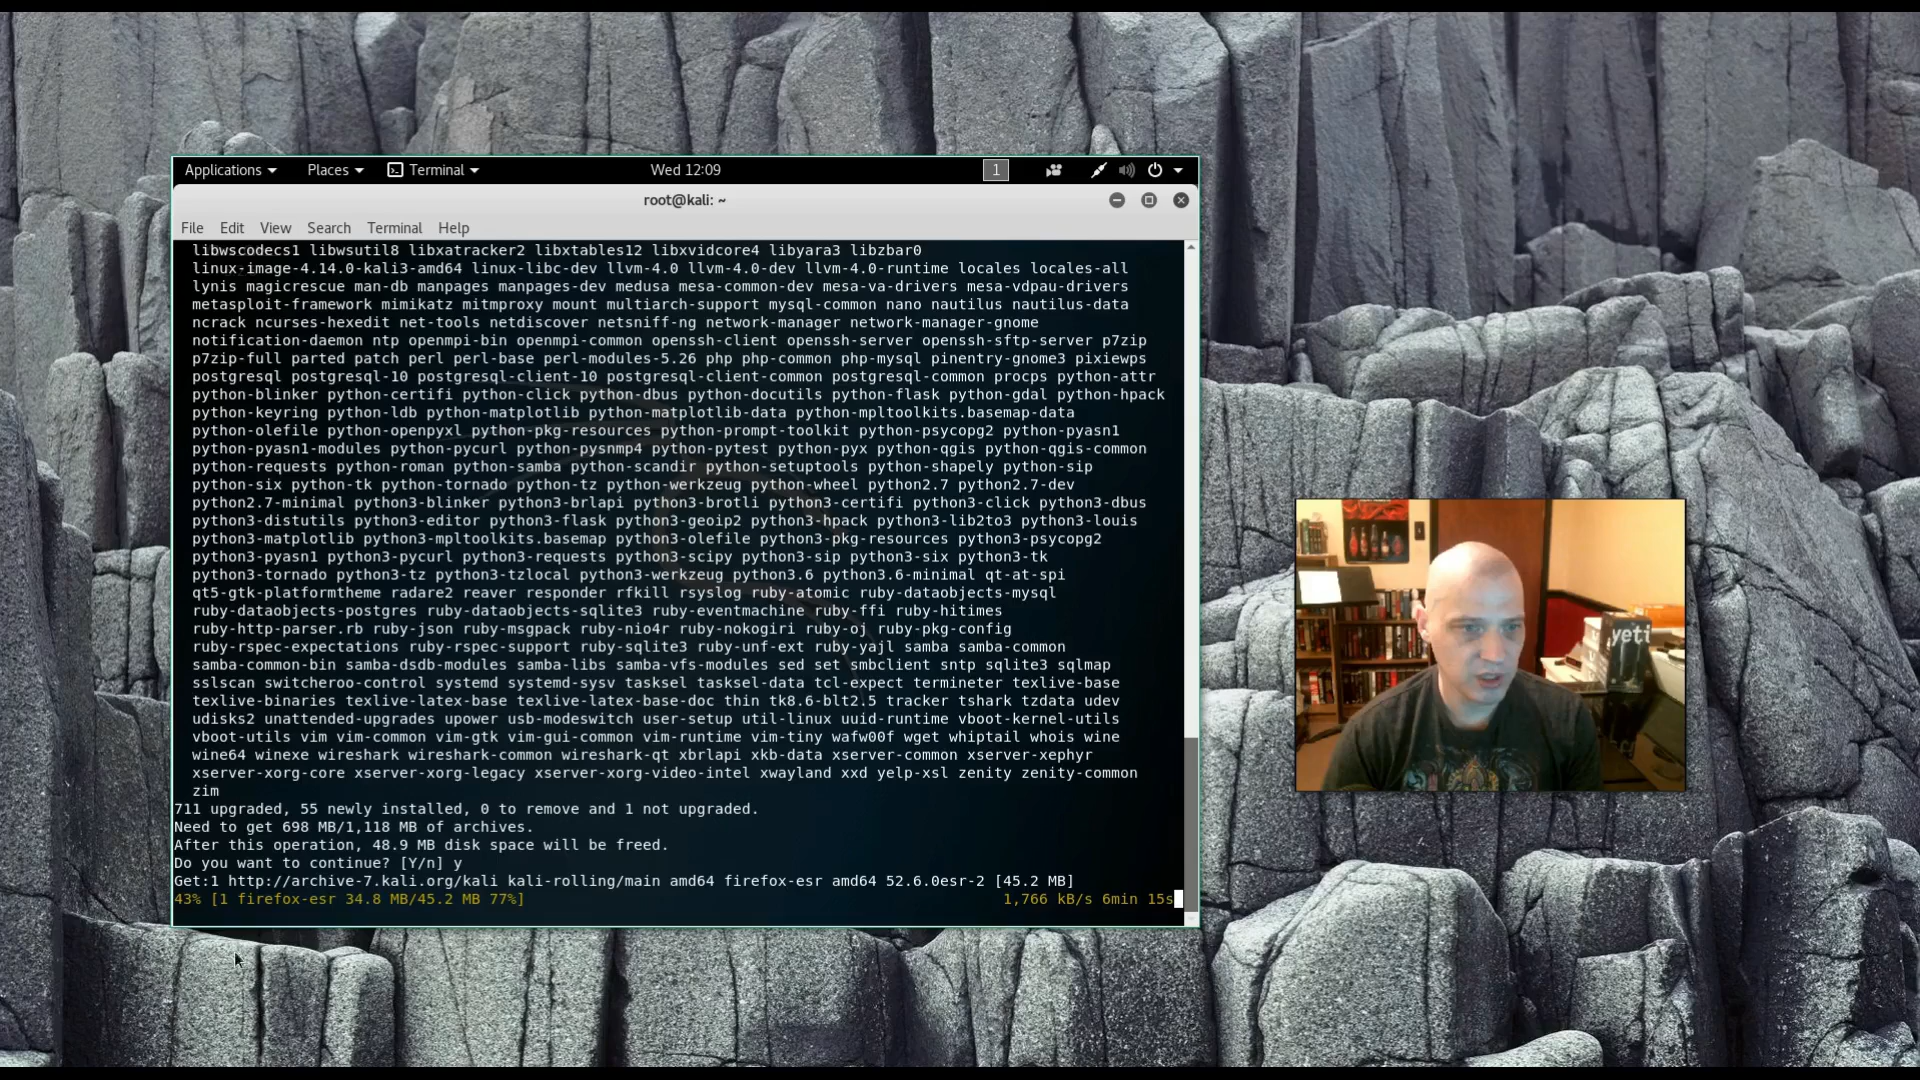 Applications Places Terminal Wed 12:09 1
root@kali: ~
File Edit View Search Terminal Help
libwscodecs1 libwsutil8 libxatracker2 libxtables12 libxvidcore4 libyara3 libzbar0
linux-image-4.14.0-kali3-amd64 linux-libc-dev llvm-4.0 llvm-4.0-dev llvm-4.0-runtime locales locales-all
lynis magicrescue man-db manpages manpages-dev medusa mesa-common-dev mesa-va-drivers mesa-vdpau-drivers
metasploit-framework mimikatz mitmproxy mount multiarch-support mysql-common nano nautilus nautilus-data
ncrack ncurses-hexedit net-tools netdiscover netsniff-ng network-manager network-manager-gnome
notification-daemon ntp openmpi-bin openmpi-common openssh-client openssh-server openssh-sftp-server p7zip
p7zip-full parted patch perl perl-base perl-modules-5.26 php php-common php-mysql pinentry-gnome3 pixiewps
postgresql postgresql-10 postgresql-client-10 postgresql-client-common postgresql-common procps python-attr
python-blinker python-certifi python-click python-dbus python-docutils python-flask python-gdal python-hpack
python-keyring python-ldb python-matplotlib python-matplotlib-data python-mpltoolkits.basemap-data
python-olefile python-openpyxl python-pkg-resources python-prompt-toolkit python-psycopg2 python-pyasn1
python-pyasn1-modules python-pycurl python-pysnmp4 python-pytest python-pyx python-qgis python-qgis-common
python-requests python-roman python-samba python-scandir python-setuptools python-shapely python-sip
python-six python-tk python-tornado python-tz python-werkzeug python-wheel python2.7 python2.7-dev
python2.7-minimal python3-blinker python3-brlapi python3-brotli python3-certifi python3-click python3-dbus
python3-distutils python3-editor python3-flask python3-geoip2 python3-hpack python3-lib2to3 python3-louis
python3-matplotlib python3-mpltoolkits.basemap python3-olefile python3-pkg-resources python3-psycopg2
python3-pyasn1 python3-pycurl python3-requests python3-scipy python3-sip python3-six python3-tk
python3-tornado python3-tz python3-tzlocal python3-werkzeug python3.6 python3.6-minimal qt-at-spi
qt5-gtk-platformtheme radare2 reaver responder rfkill rsyslog ruby-atomic ruby-dataobjects-mysql
ruby-dataobjects-postgres ruby-dataobjects-sqlite3 ruby-eventmachine ruby-ffi ruby-hitimes
ruby-http-parser.rb ruby-json ruby-msgpack ruby-nio4r ruby-nokogiri ruby-oj ruby-pkg-config
ruby-rspec-expectations ruby-rspec-support ruby-sqlite3 ruby-unf-ext ruby-yajl samba samba-common
samba-common-bin samba-dsdb-modules samba-libs samba-vfs-modules sed set smbclient sntp sqlite3 sqlmap
sslscan switcheroo-control systemd systemd-sysv tasksel tasksel-data tcl-expect termineter texlive-base
texlive-binaries texlive-latex-base texlive-latex-base-doc thin tk8.6-blt2.5 tracker tshark tzdata udev
udisks2 unattended-upgrades upower usb-modeswitch user-setup util-linux uuid-runtime vboot-kernel-utils
vboot-utils vim vim-common vim-gtk vim-gui-common vim-runtime vim-tiny wafw00f wget whiptail whois wine
wine64 winexe wireshark wireshark-common wireshark-qt xbrlapi xkb-data xserver-common xserver-xephyr
xserver-xorg-core xserver-xorg-legacy xserver-xorg-video-intel xwayland xxd yelp-xsl zenity zenity-common
zim
711 upgraded, 55 newly installed, 0 to remove and 1 not upgraded.
Need to get 698 MB/1,118 MB of archives.
After this operation, 48.9 MB disk space will be freed.
Do you want to continue? [Y/n] y
Get:1 http://archive-7.kali.org/kali kali-rolling/main amd64 firefox-esr amd64 52.6.0esr-2 [45.2 MB]
43% [1 firefox-esr 34.8 MB/45.2 MB 77%] 1,766 kB/s 6min 15s
yeti